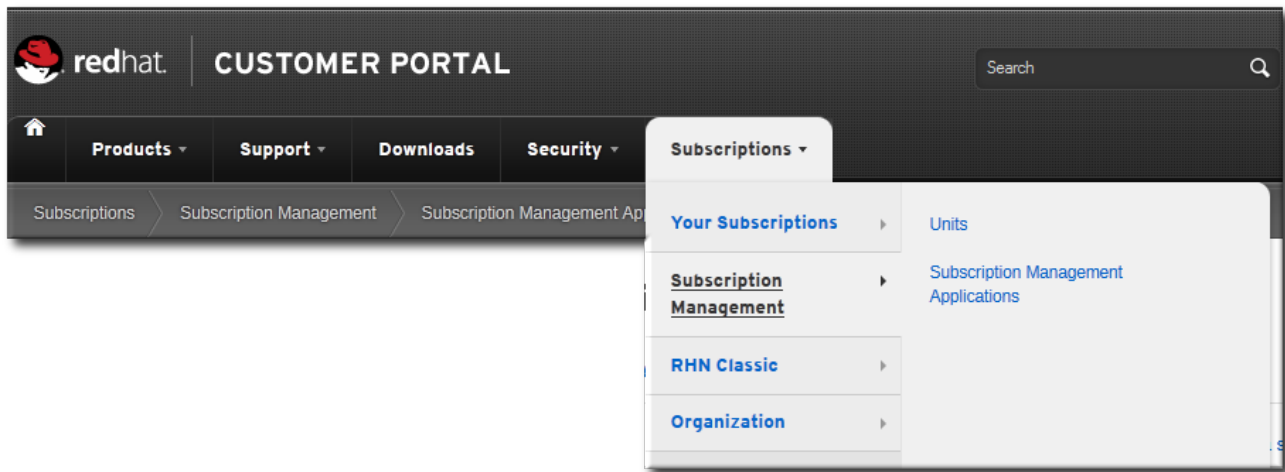 redhat. CUSTOMER PORTAL
Search
Products Support Downloads Security Subscriptions
Subscriptions Subscription Management Subscription Management
Your Subscriptions
Units
Subscription
Management
Subscription Management
Applications
RHN Classic
Organization